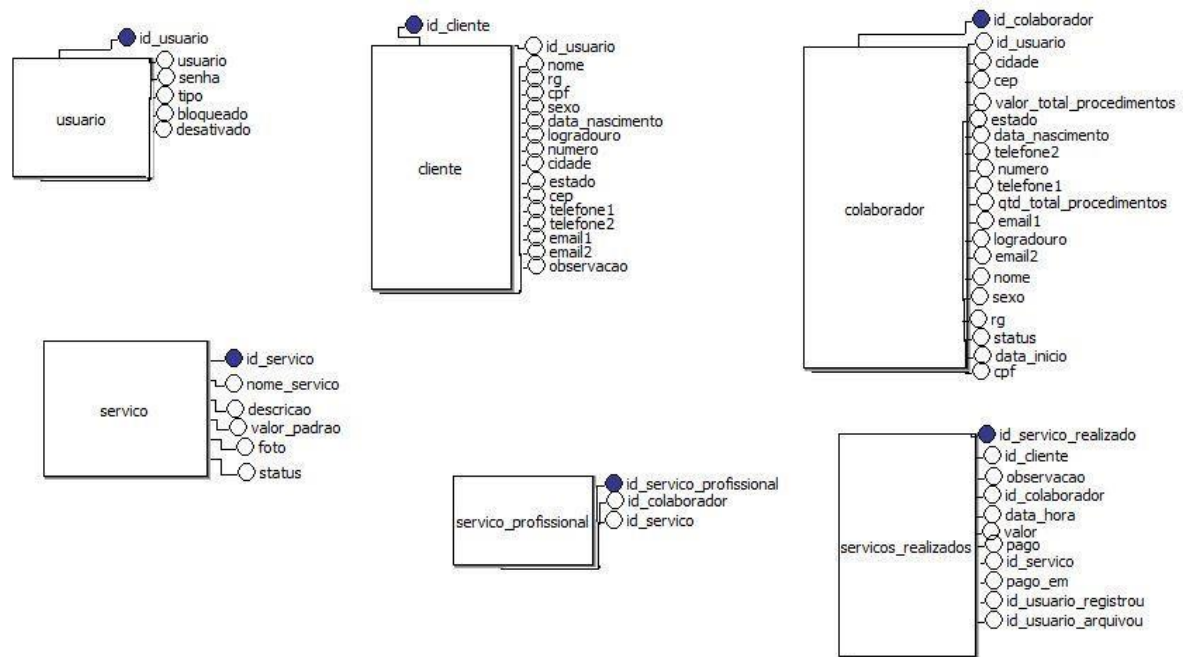 id_usuario
usuario
senha
tipo
bloqueado
desativado
usuario
id_cliente
id_usuario
nome
rg
cpf
sexo
data_nascimento
logradouro
numero
cidade
estado
cep
telefone1
telefone2
email1
email2
observacao
cliente
id_colaborador
id_usuario
cidade
cep
valor_total_procedimentos
estado
data_nascimento
telefone2
numero
telefone1
qtd_total_procedimentos
email1
logradouro
email2
nome
sexo
rg
status
data_inicio
cpf
colaborador
id_servico
nome_servico
descricao
valor_padrao
foto
status
servico
id_servico_profissional
id_colaborador
id_servico
servico_profissional
id_servico_realizado
id_cliente
observacao
id_colaborador
data_hora
valor
pago
id_servico
pago_em
id_usuario_registrou
id_usuario_arquivou
servicos_realizados